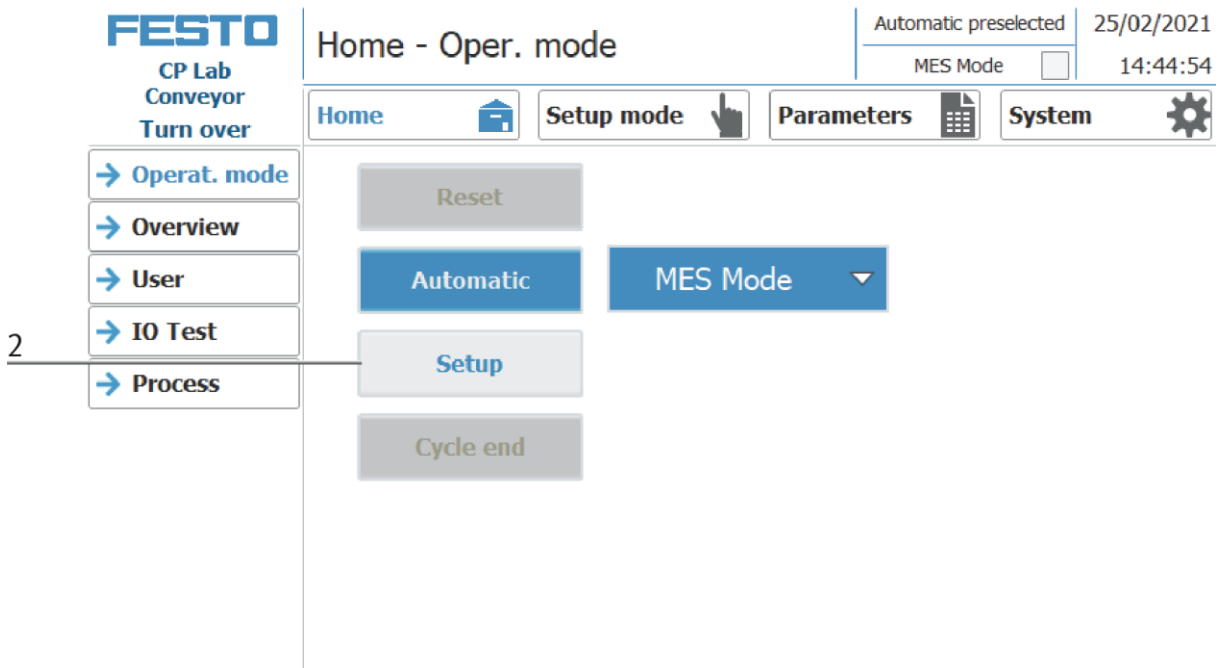 FESTO
CP Lab
Conveyor
Turn over
Home - Oper. mode
Automatic preselected
MES Mode
25/02/2021
14:44:54
Home
Setup mode
Parameters
System
Operat. mode
Overview
User
IO Test
Process
Reset
Automatic
MES Mode
Setup
Cycle end
2